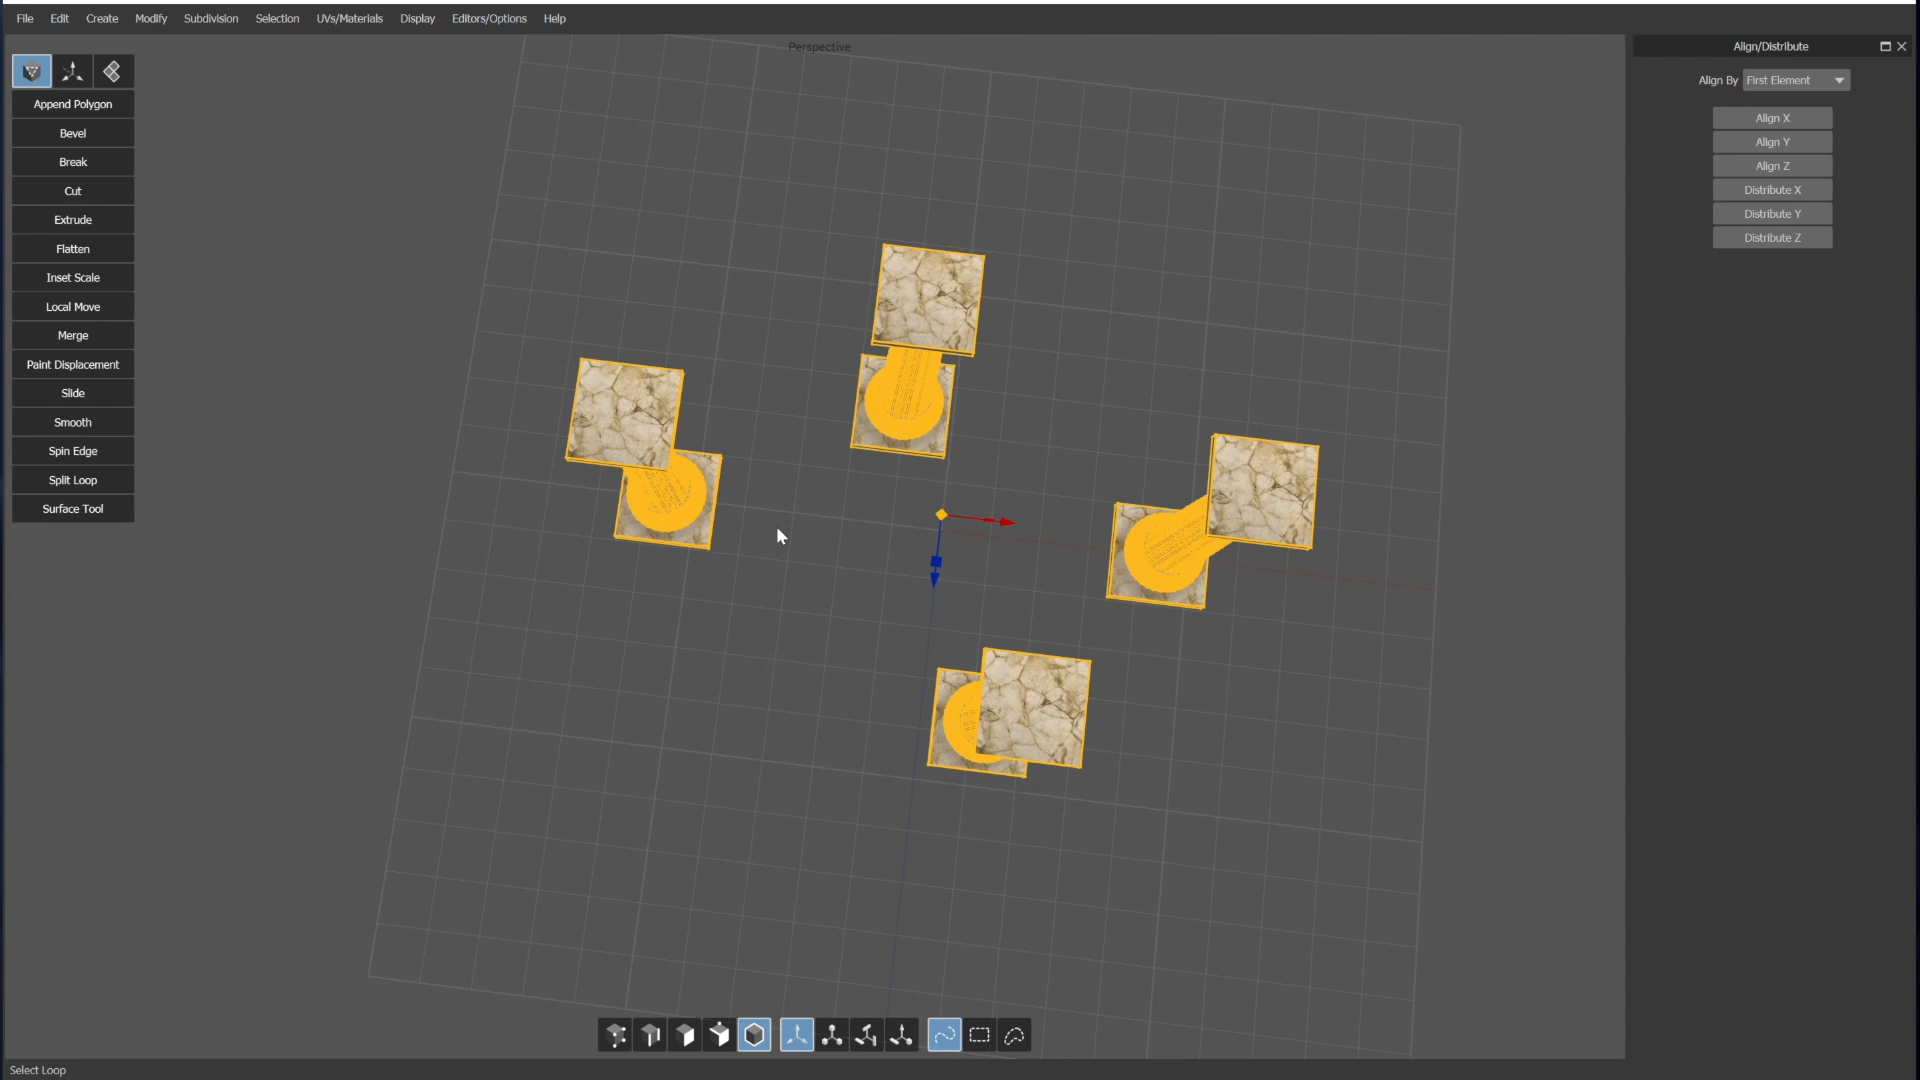 File Edit Create Modify Subdivision Selection UVs/Materials Display Editors/Options Help
Perspective
Append Polygon
Bevel
Break
Cut
Extrude
Flatten
Inset Scale
Local Move
Merge
Paint Displacement
Slide
Smooth
Spin Edge
Split Loop
Surface Tool
Align/Distribute
Align By First Element
Align X
Align Y
Align Z
Distribute X
Distribute Y
Distribute Z
Select Loop